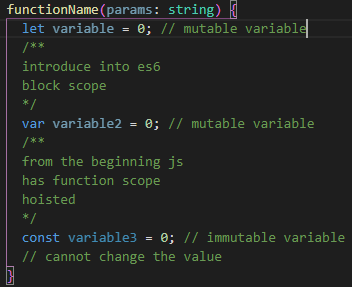 functionName(params: string) {
let variable = 0; // mutable variable
/**
introduce into es6
block scope
*/
var variable2 = 0; // mutable variable
/**
from the beginning js
has function scope
hoisted
*/
const variable3 = 0; // immutable variable
// cannot change the value
}